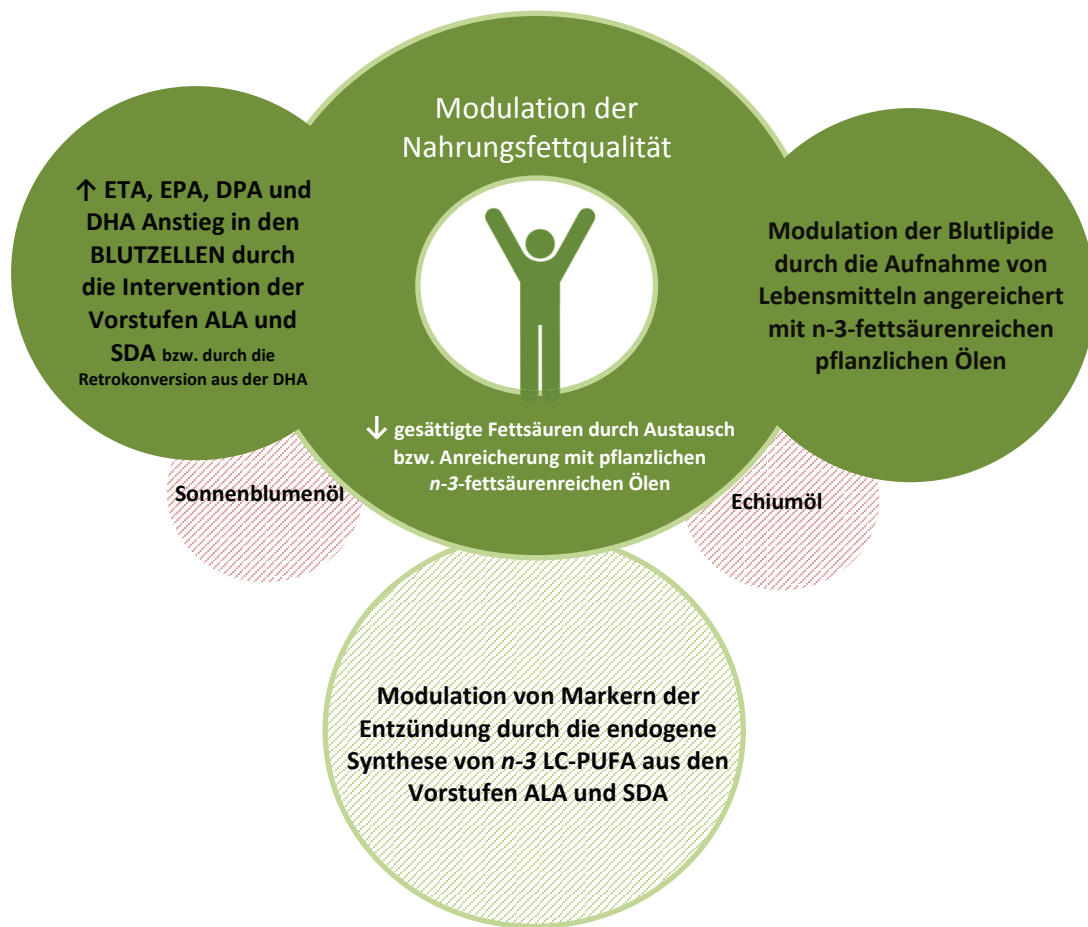 Modulation der
Nahrungsfettqualität
↑ ETA, EPA, DPA und
DHA Anstieg in den
BLUTZELLEN durch
die Intervention der
Vorstufen ALA und
SDA bzw. durch die
Retrokonversion aus der DHA
Modulation der Blutlipide
durch die Aufnahme von
Lebensmitteln angereichert
mit n-3-fettsäurenreichen
pflanzlichen Ölen
↓ gesättigte Fettsäuren durch Austausch
bzw. Anreicherung mit pflanzlichen
n-3-fettsäurenreichen Ölen
Sonnenblumenöl
Echiumöl
Modulation von Markern der
Entzündung durch die endogene
Synthese von n-3 LC-PUFA aus den
Vorstufen ALA und SDA